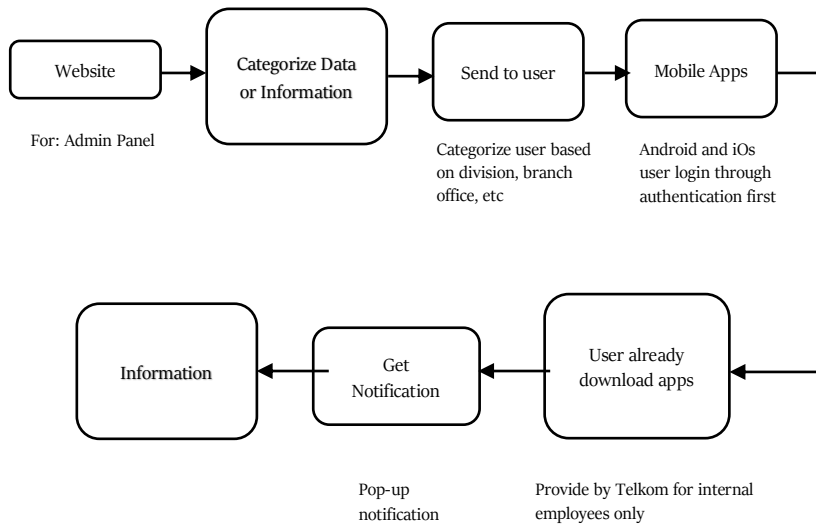 Website
Categorize Data
or Information
Send to user
Mobile Apps
For: Admin Panel
Categorize user based
on division, branch
office, etc
Android and iOs
user login through
authentication first
Information
Get
Notification
User already
download apps
Pop-up
notification
Provide by Telkom for internal
employees only